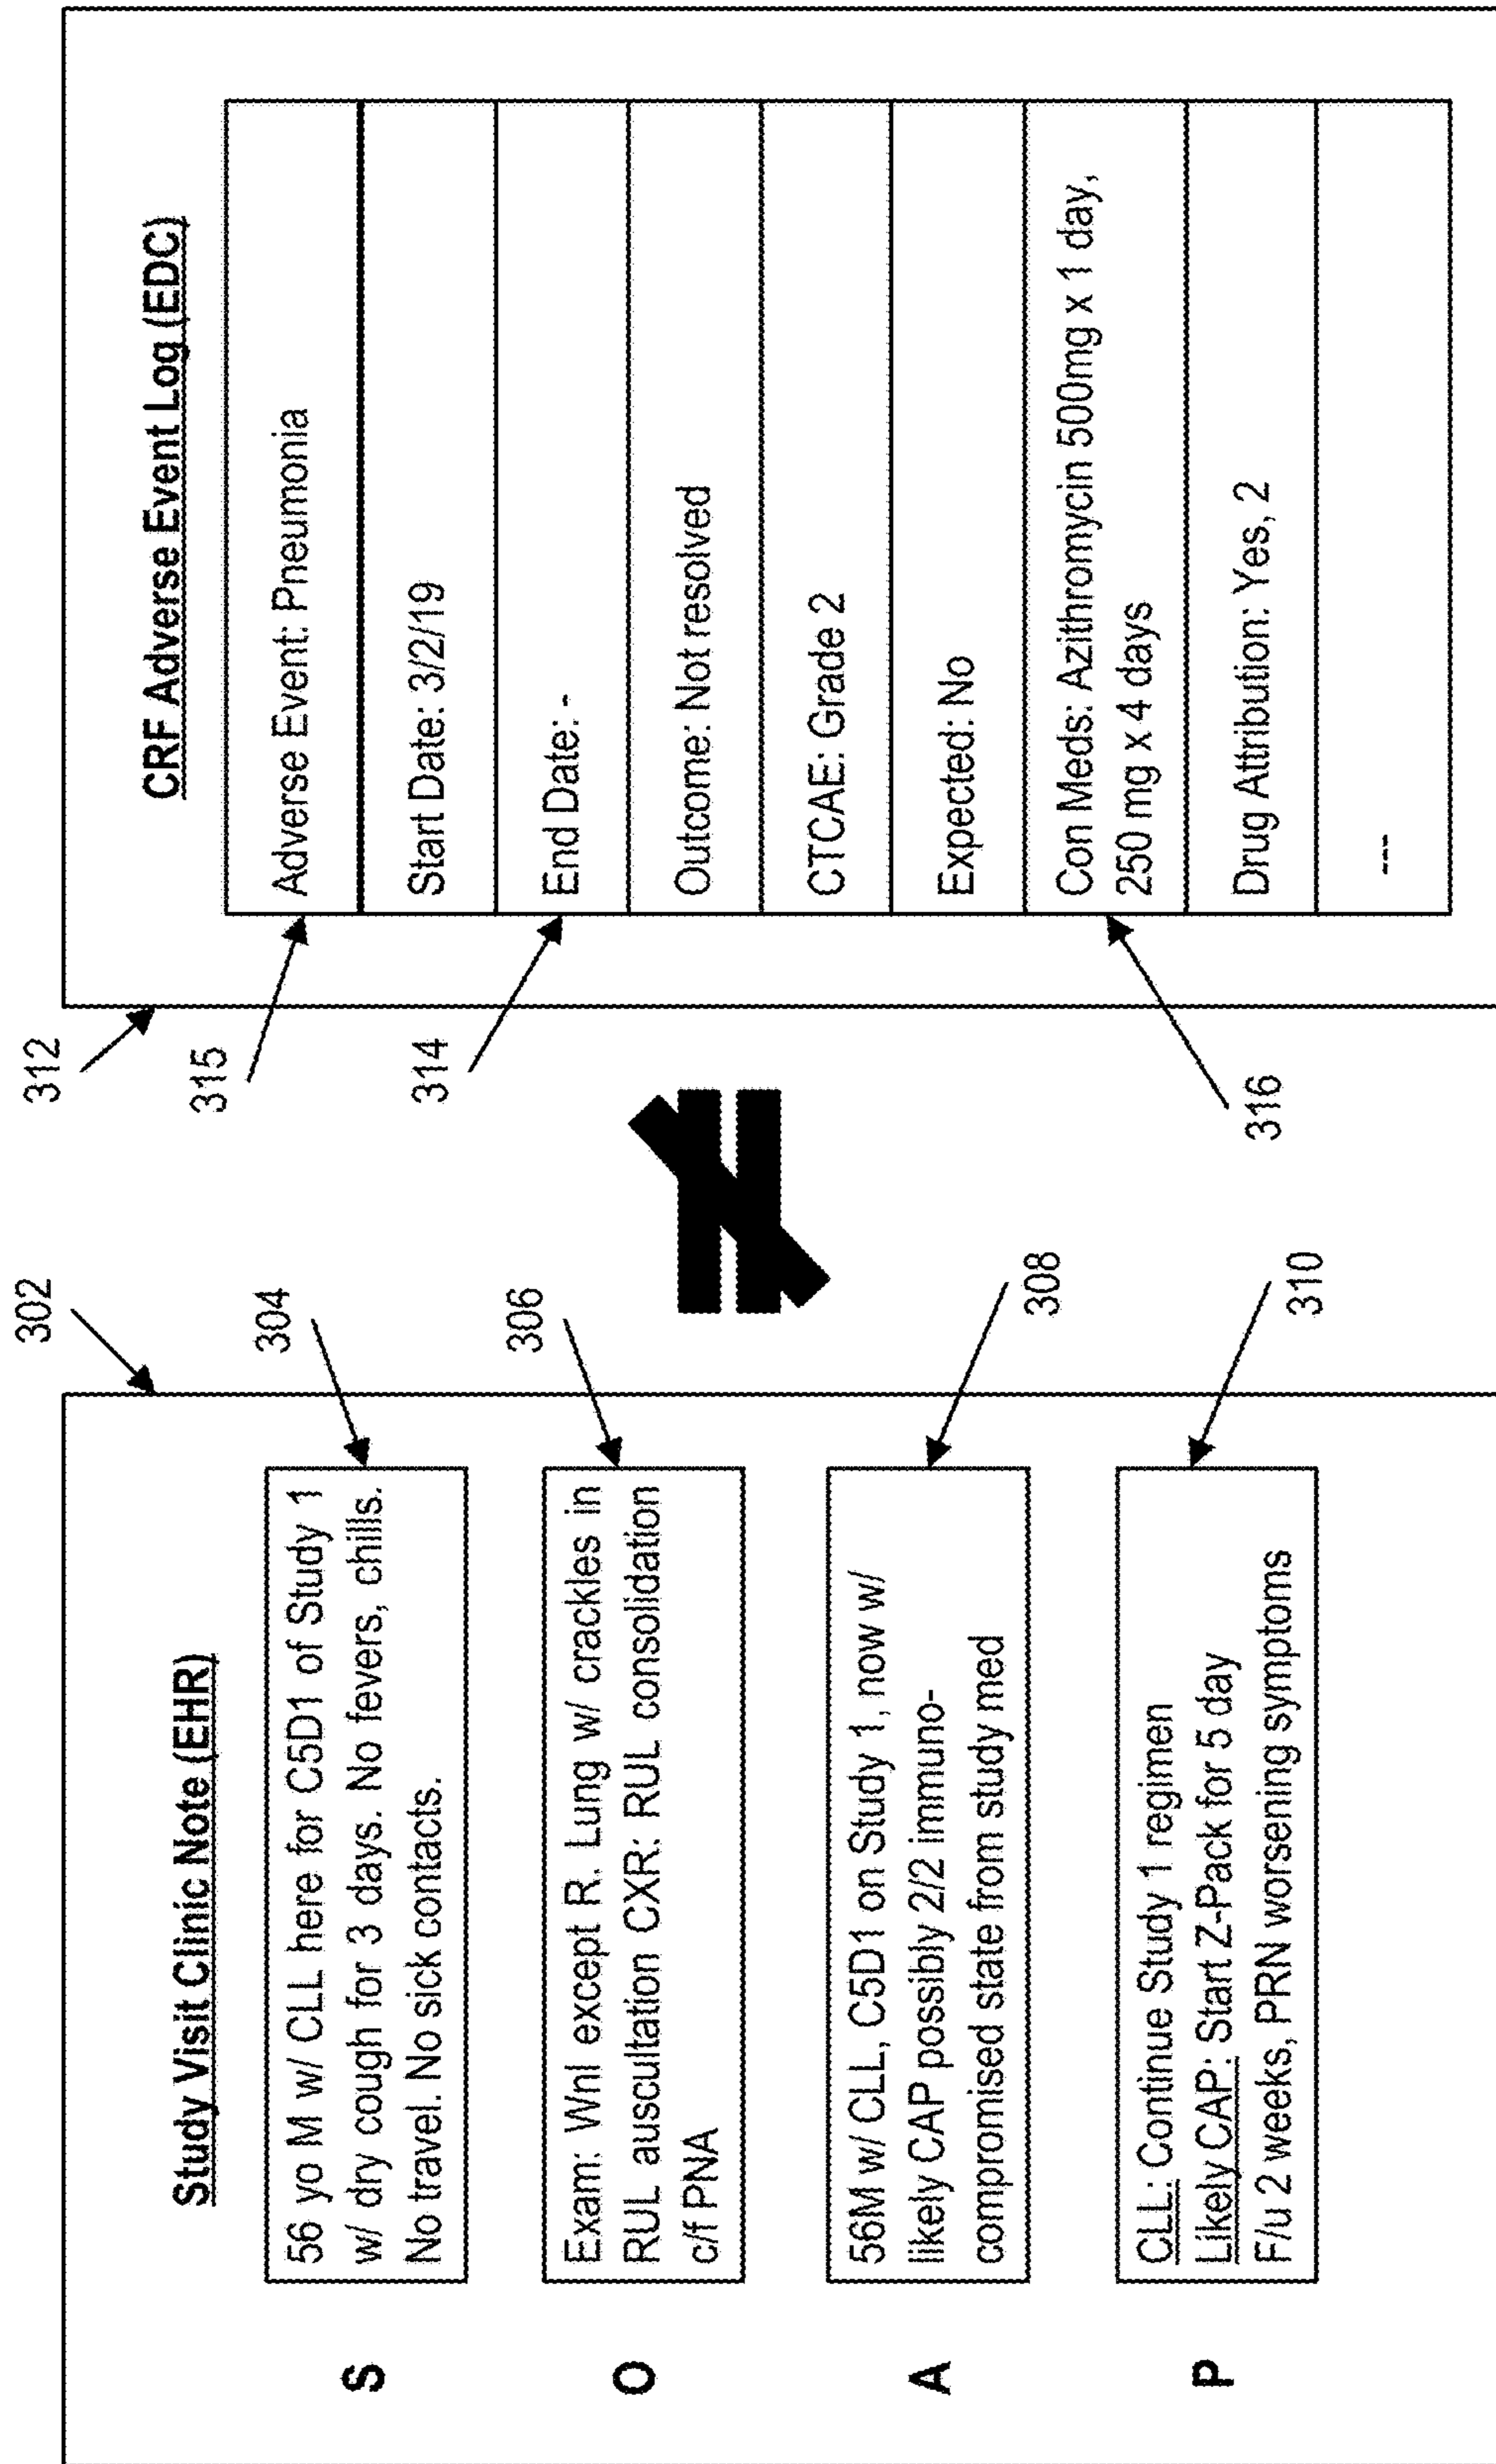 302
Study Visit Clinic Note (EHR)
S
56 yo M w/ CLL here for C5D1 of Study 1
w/ dry cough for 3 days. No fevers, chills.
No travel. No sick contacts.
304
O
Exam: Wnl except R. Lung w/ crackles in
RUL auscultation CXR: RUL consolidation
c/f PNA
306
A
56M w/ CLL, C5D1 on Study 1, now w/
likely CAP possibly 2/2 immuno-
compromised state from study med
308
P
CLL: Continue Study 1 regimen
Likely CAP: Start Z-Pack for 5 day
F/u 2 weeks, PRN worsening symptoms
310
≠
312
CRF Adverse Event Log (EDC)
315
Adverse Event: Pneumonia
Start Date: 3/2/19
314
End Date: -
Outcome: Not resolved
CTCAE: Grade 2
Expected: No
316
Con Meds: Azithromycin 500mg x 1 day,
250 mg x 4 days
Drug Attribution: Yes, 2
---